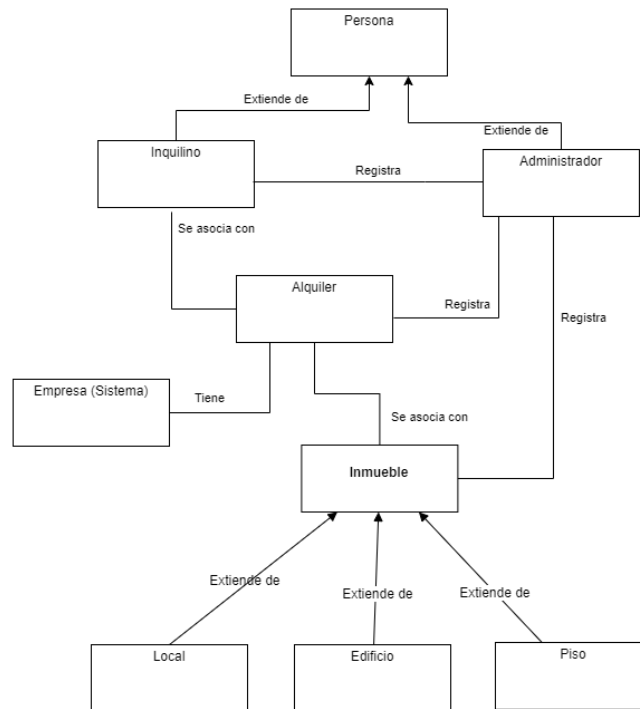 Persona
Extiende de
Extiende de
Inquilino
Registra
Administrador
Se asocia con
Alquiler
Registra
Registra
Empresa (Sistema)
Tiene
Se asocia con
Inmueble
Extiende de
Extiende de
Extiende de
Local
Edificio
Piso